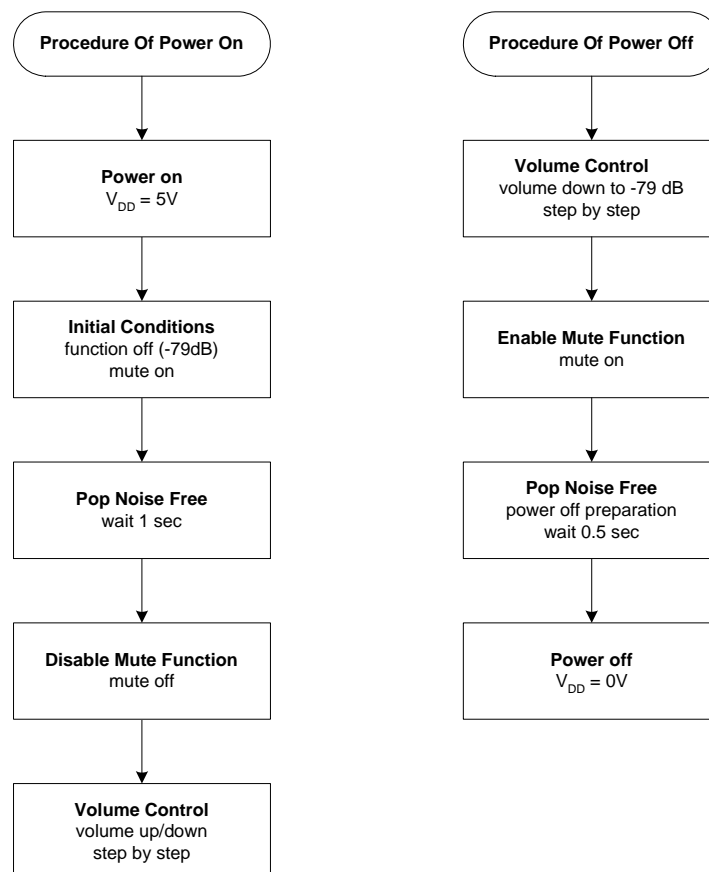 Procedure Of Power On
Power on
V_DD = 5V
Initial Conditions
function off (-79dB)
mute on
Pop Noise Free
wait 1 sec
Disable Mute Function
mute off
Volume Control
volume up/down
step by step
Procedure Of Power Off
Volume Control
volume down to -79 dB
step by step
Enable Mute Function
mute on
Pop Noise Free
power off preparation
wait 0.5 sec
Power off
V_DD = 0V